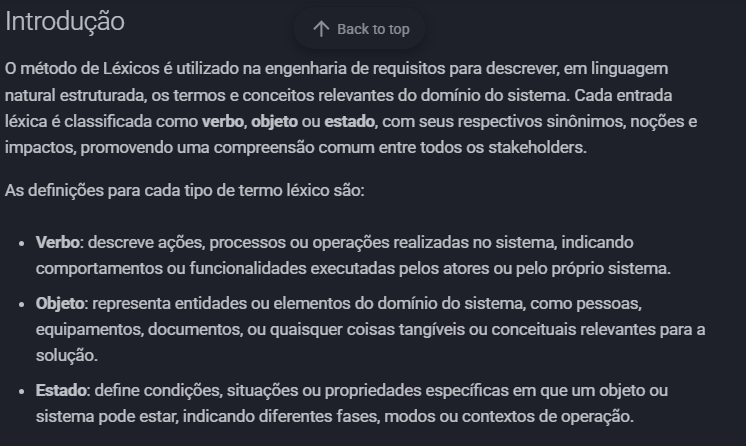 Introdução
Back to top
O método de Léxicos é utilizado na engenharia de requisitos para descrever, em linguagem
natural estruturada, os termos e conceitos relevantes do domínio do sistema. Cada entrada
léxica é classificada como verbo, objeto ou estado, com seus respectivos sinônimos, noções e
impactos, promovendo uma compreensão comum entre todos os stakeholders.
As definições para cada tipo de termo léxico são:
• Verbo: descreve ações, processos ou operações realizadas no sistema, indicando
comportamentos ou funcionalidades executadas pelos atores ou pelo próprio sistema.
• Objeto: representa entidades ou elementos do domínio do sistema, como pessoas,
equipamentos, documentos, ou quaisquer coisas tangíveis ou conceituais relevantes para a
solução.
• Estado: define condições, situações ou propriedades específicas em que um objeto ou
sistema pode estar, indicando diferentes fases, modos ou contextos de operação.